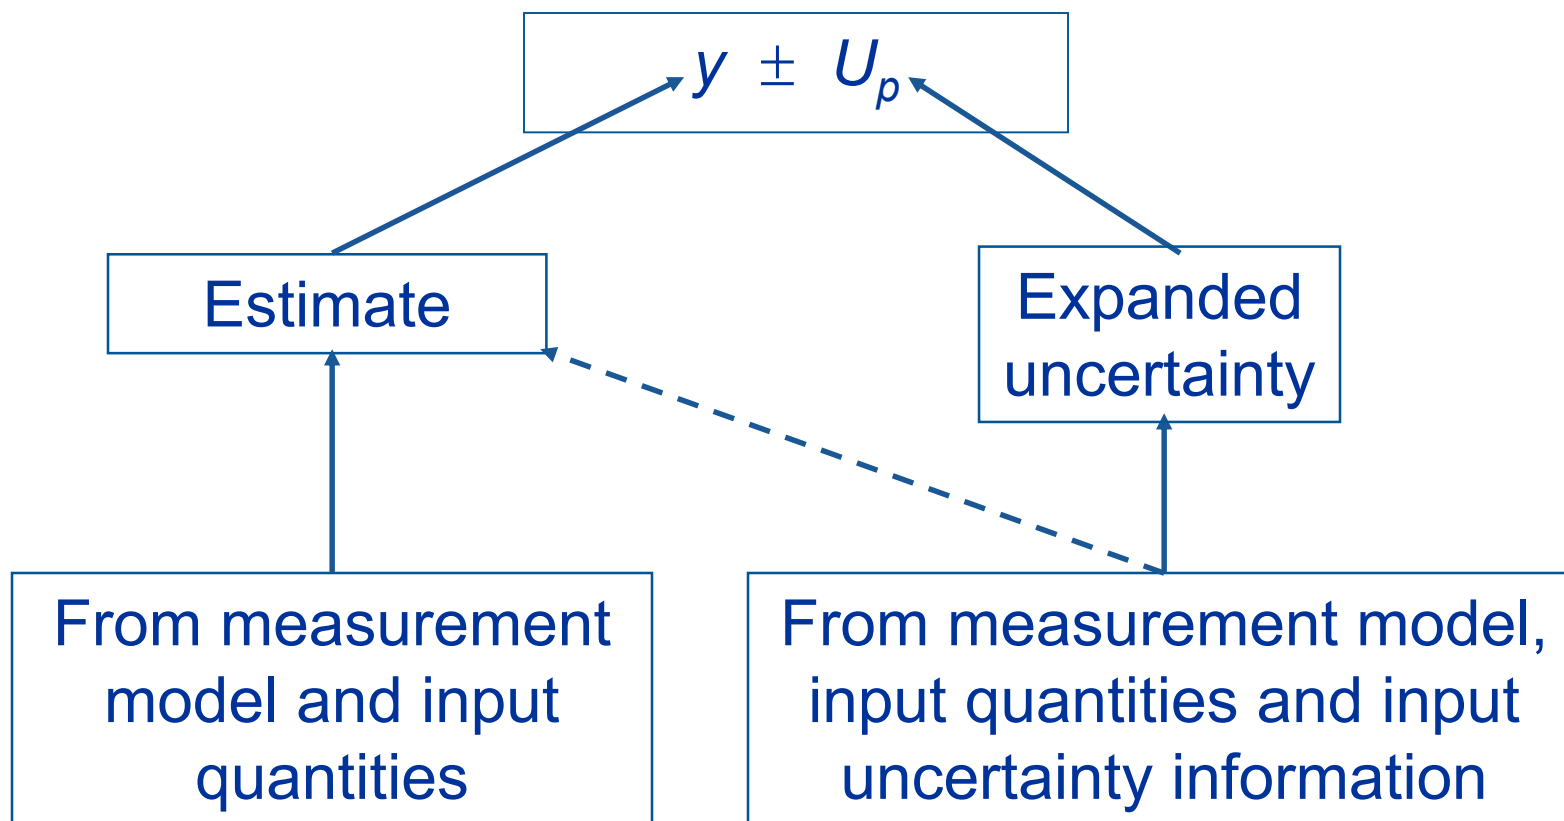 y ± Uₚ
Estimate
Expanded
uncertainty
From measurement
model and input
quantities
From measurement model,
input quantities and input
uncertainty information